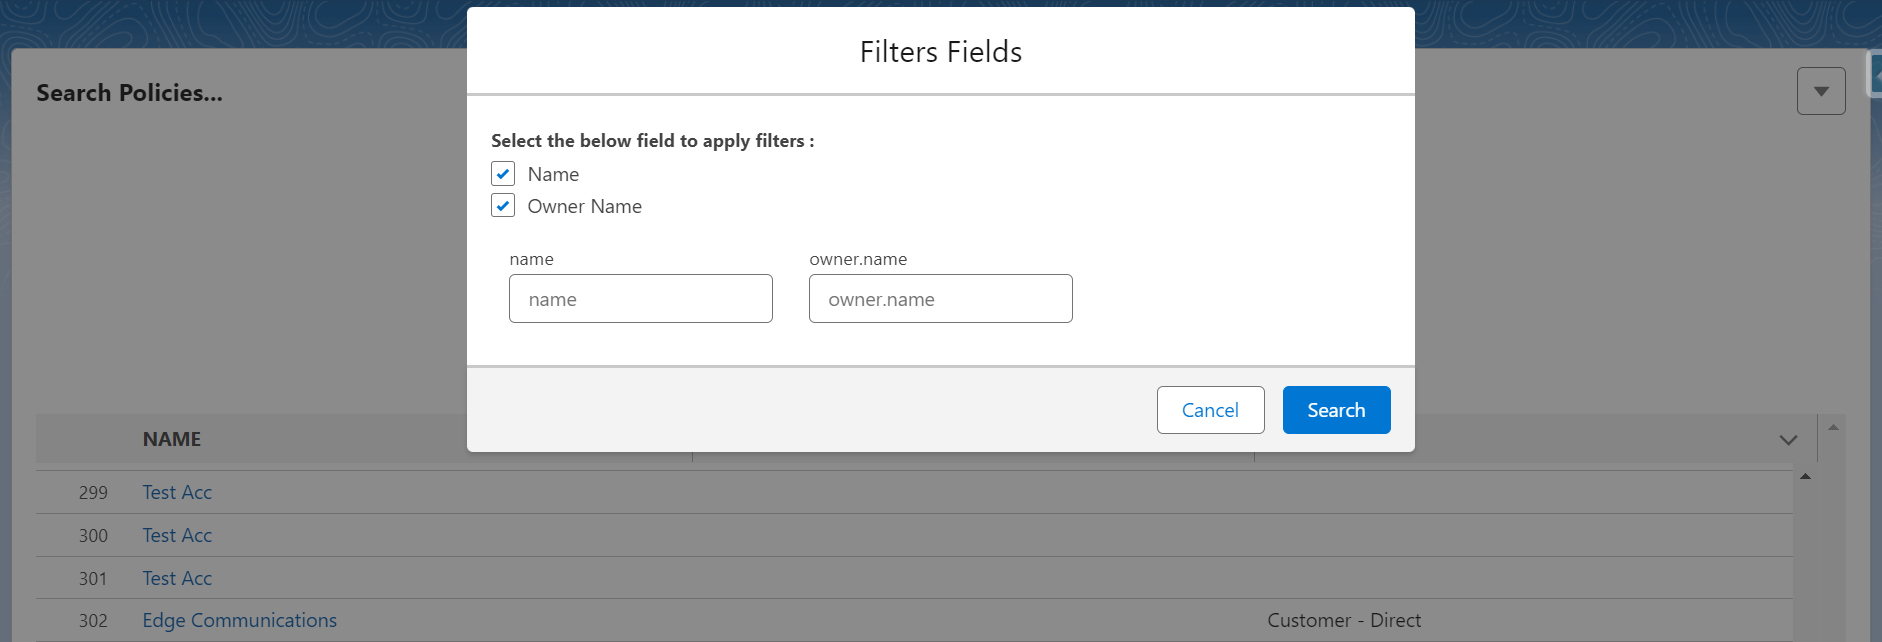 Filters Fields
Search Policies...
Select the below field to apply filters :
Name
Owner Name
name owner.name
name owner.name
Cancel Search
NAME
299 Test Acc
300 Test Acc
301 Test Acc
302 Edge Communications Customer - Direct